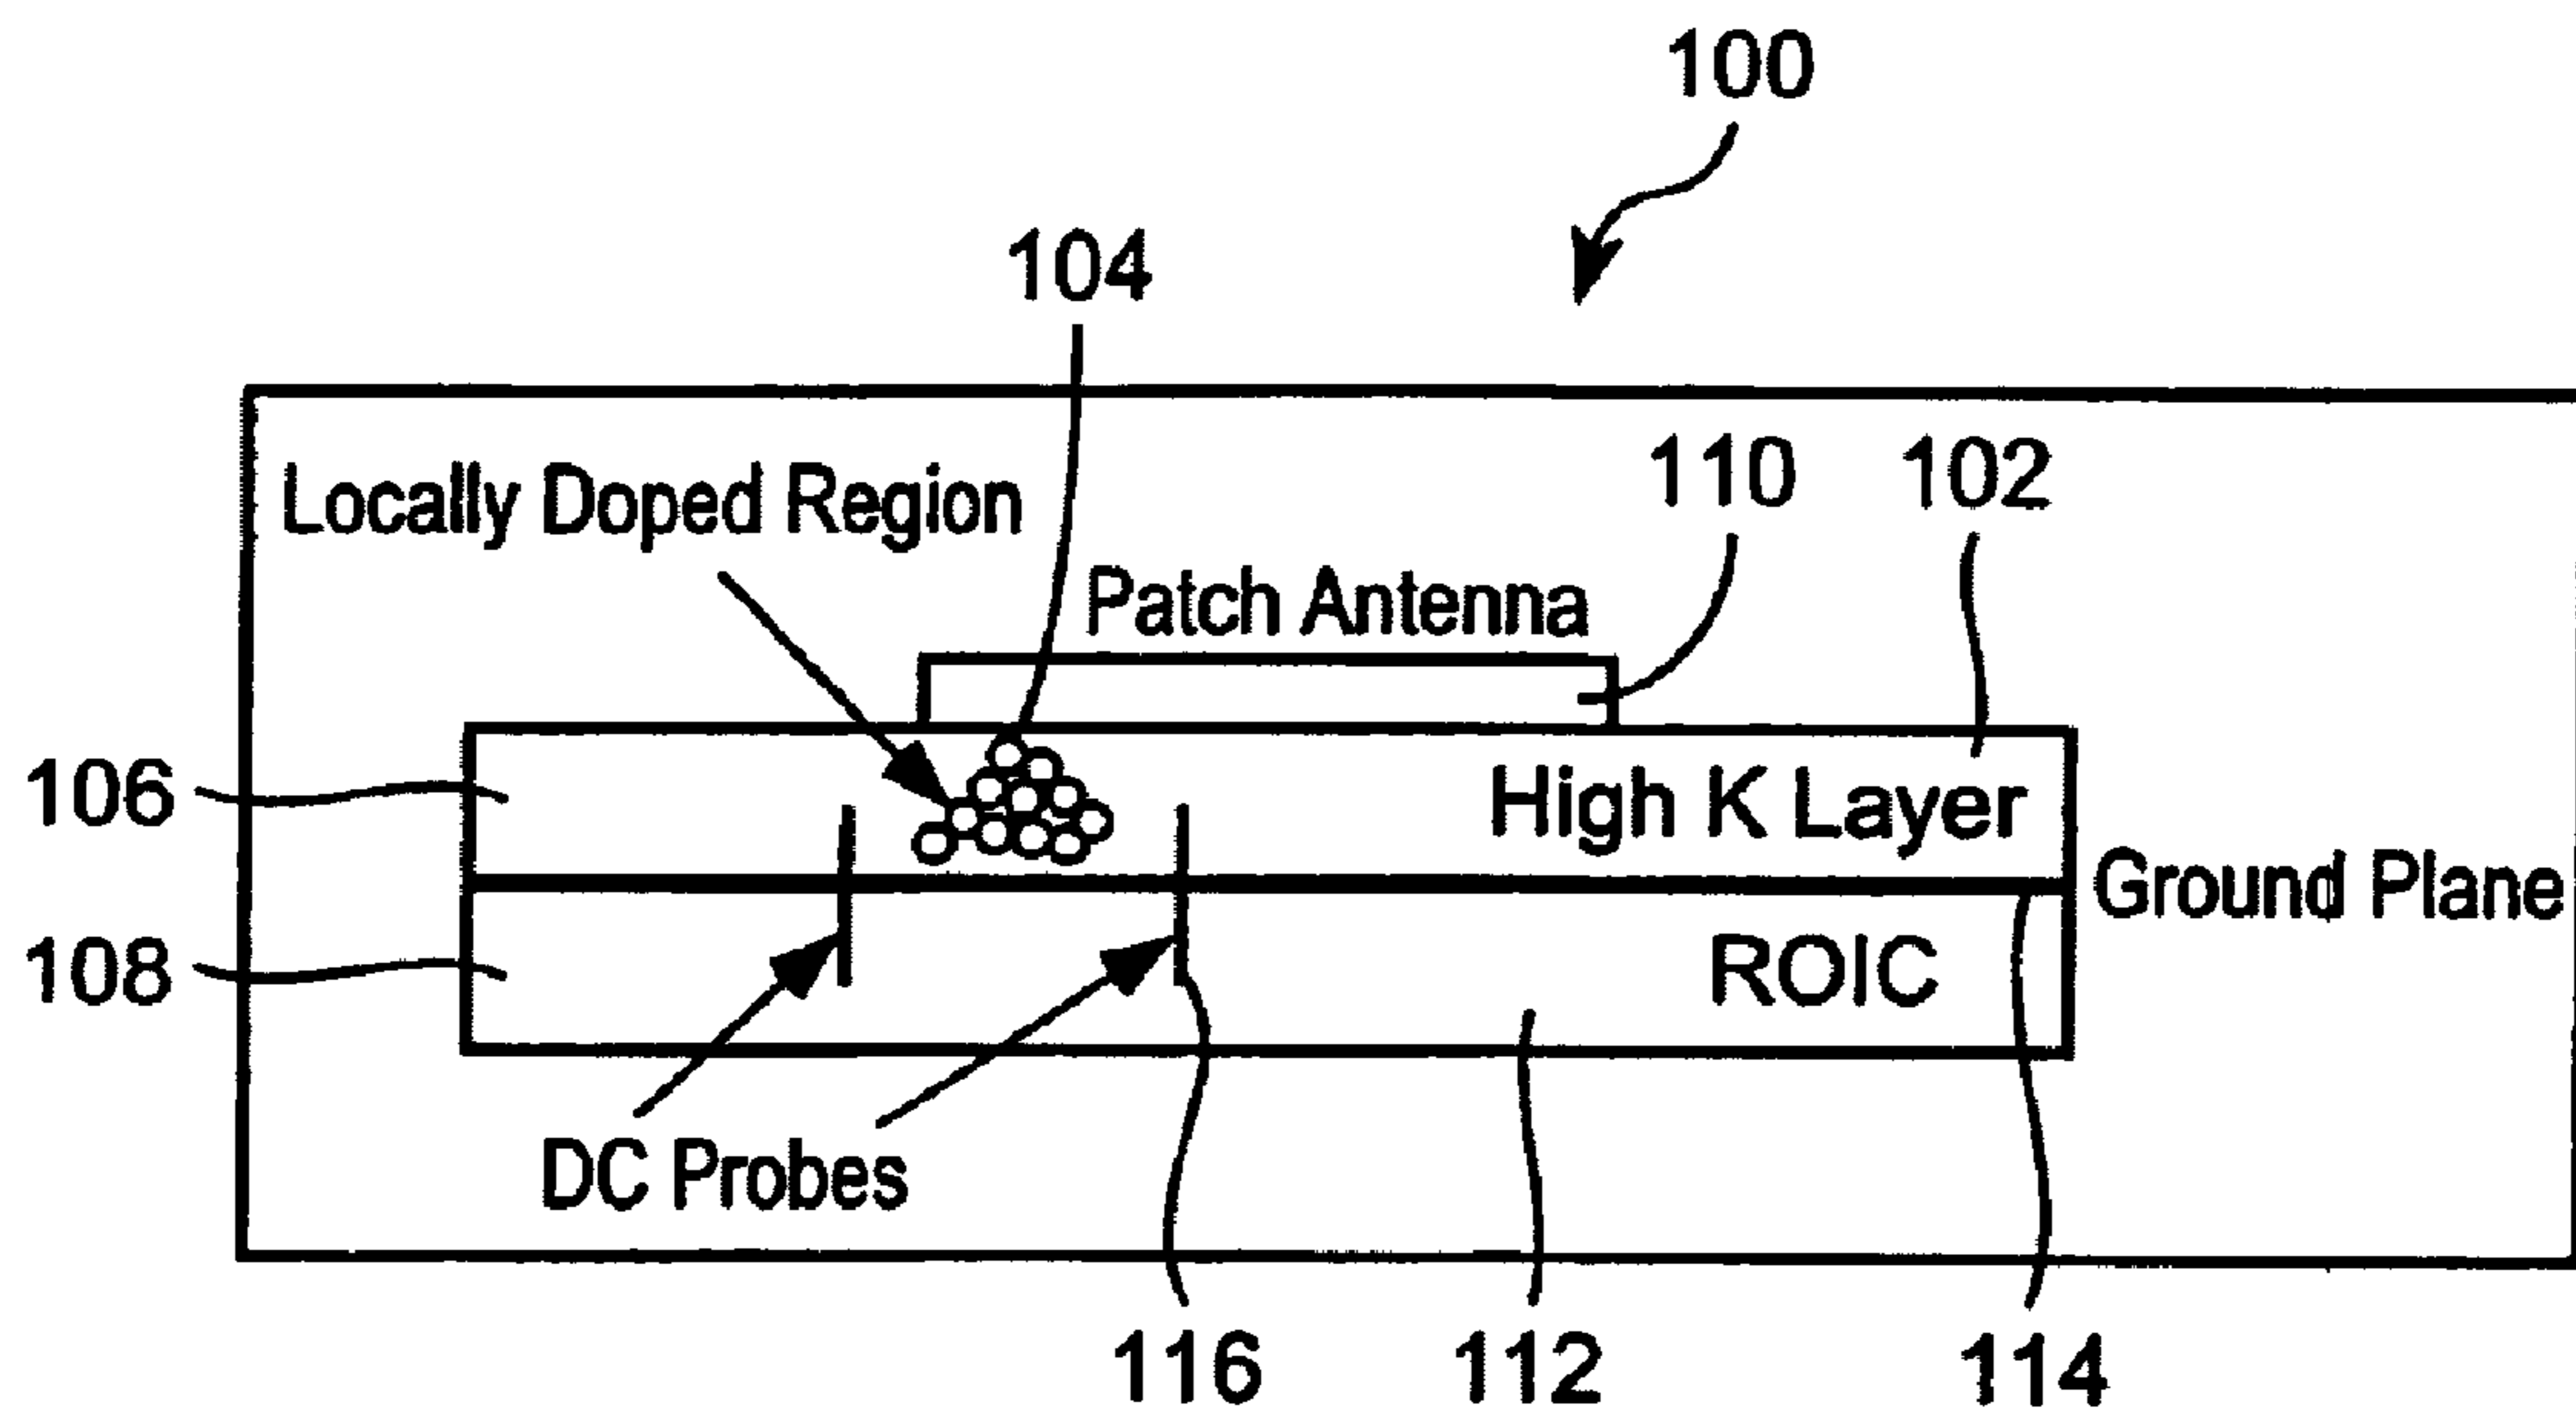 100
104
Locally Doped Region
110
102
Patch Antenna
106
High K Layer
Ground Plane
108
ROIC
DC Probes
116
112
114